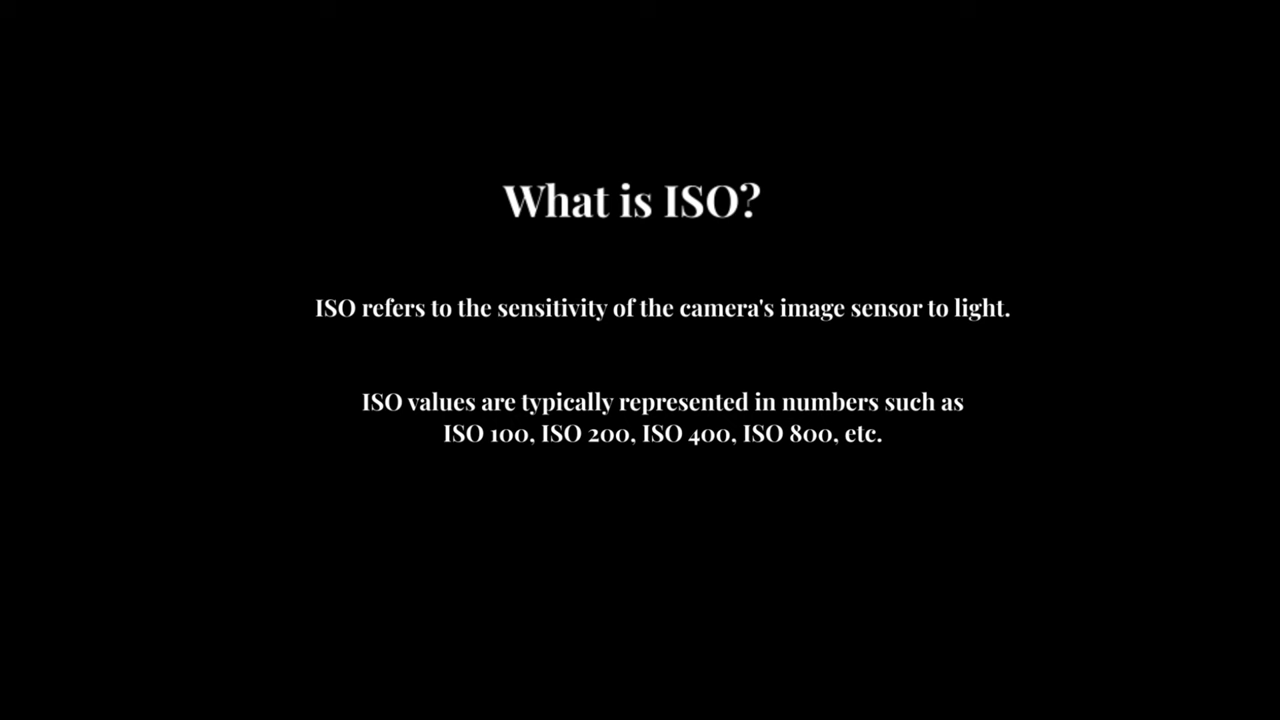 What is ISO?
ISO refers to the sensitivity of the camera's image sensor to light.
ISO values are typically represented in numbers such as
ISO 100, ISO 200, ISO 400, ISO 800, etc.